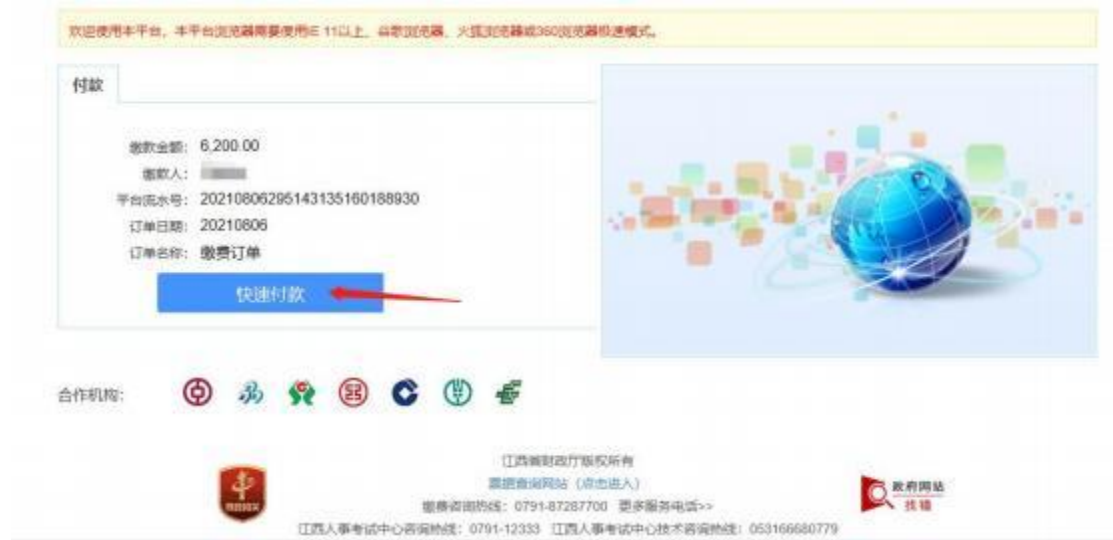 欢迎使用本平台，本平台浏览器需要使用IE 11以上、谷歌浏览器、火狐浏览器或360浏览器极速模式。
付款
缴款金额： 6,200.00
缴款人：
平台流水号： 20210806295143135160188930
订单日期： 20210806
订单名称： 缴费订单
快速付款
合作机构：
江西省财政厅版权所有
票据查询网站（点击进入）
缴费咨询热线：0791-87287700 更多服务电话>>
江西人事考试中心咨询热线：0791-12333 江西人事考试中心技术咨询热线：053166680779
政府网站
找错